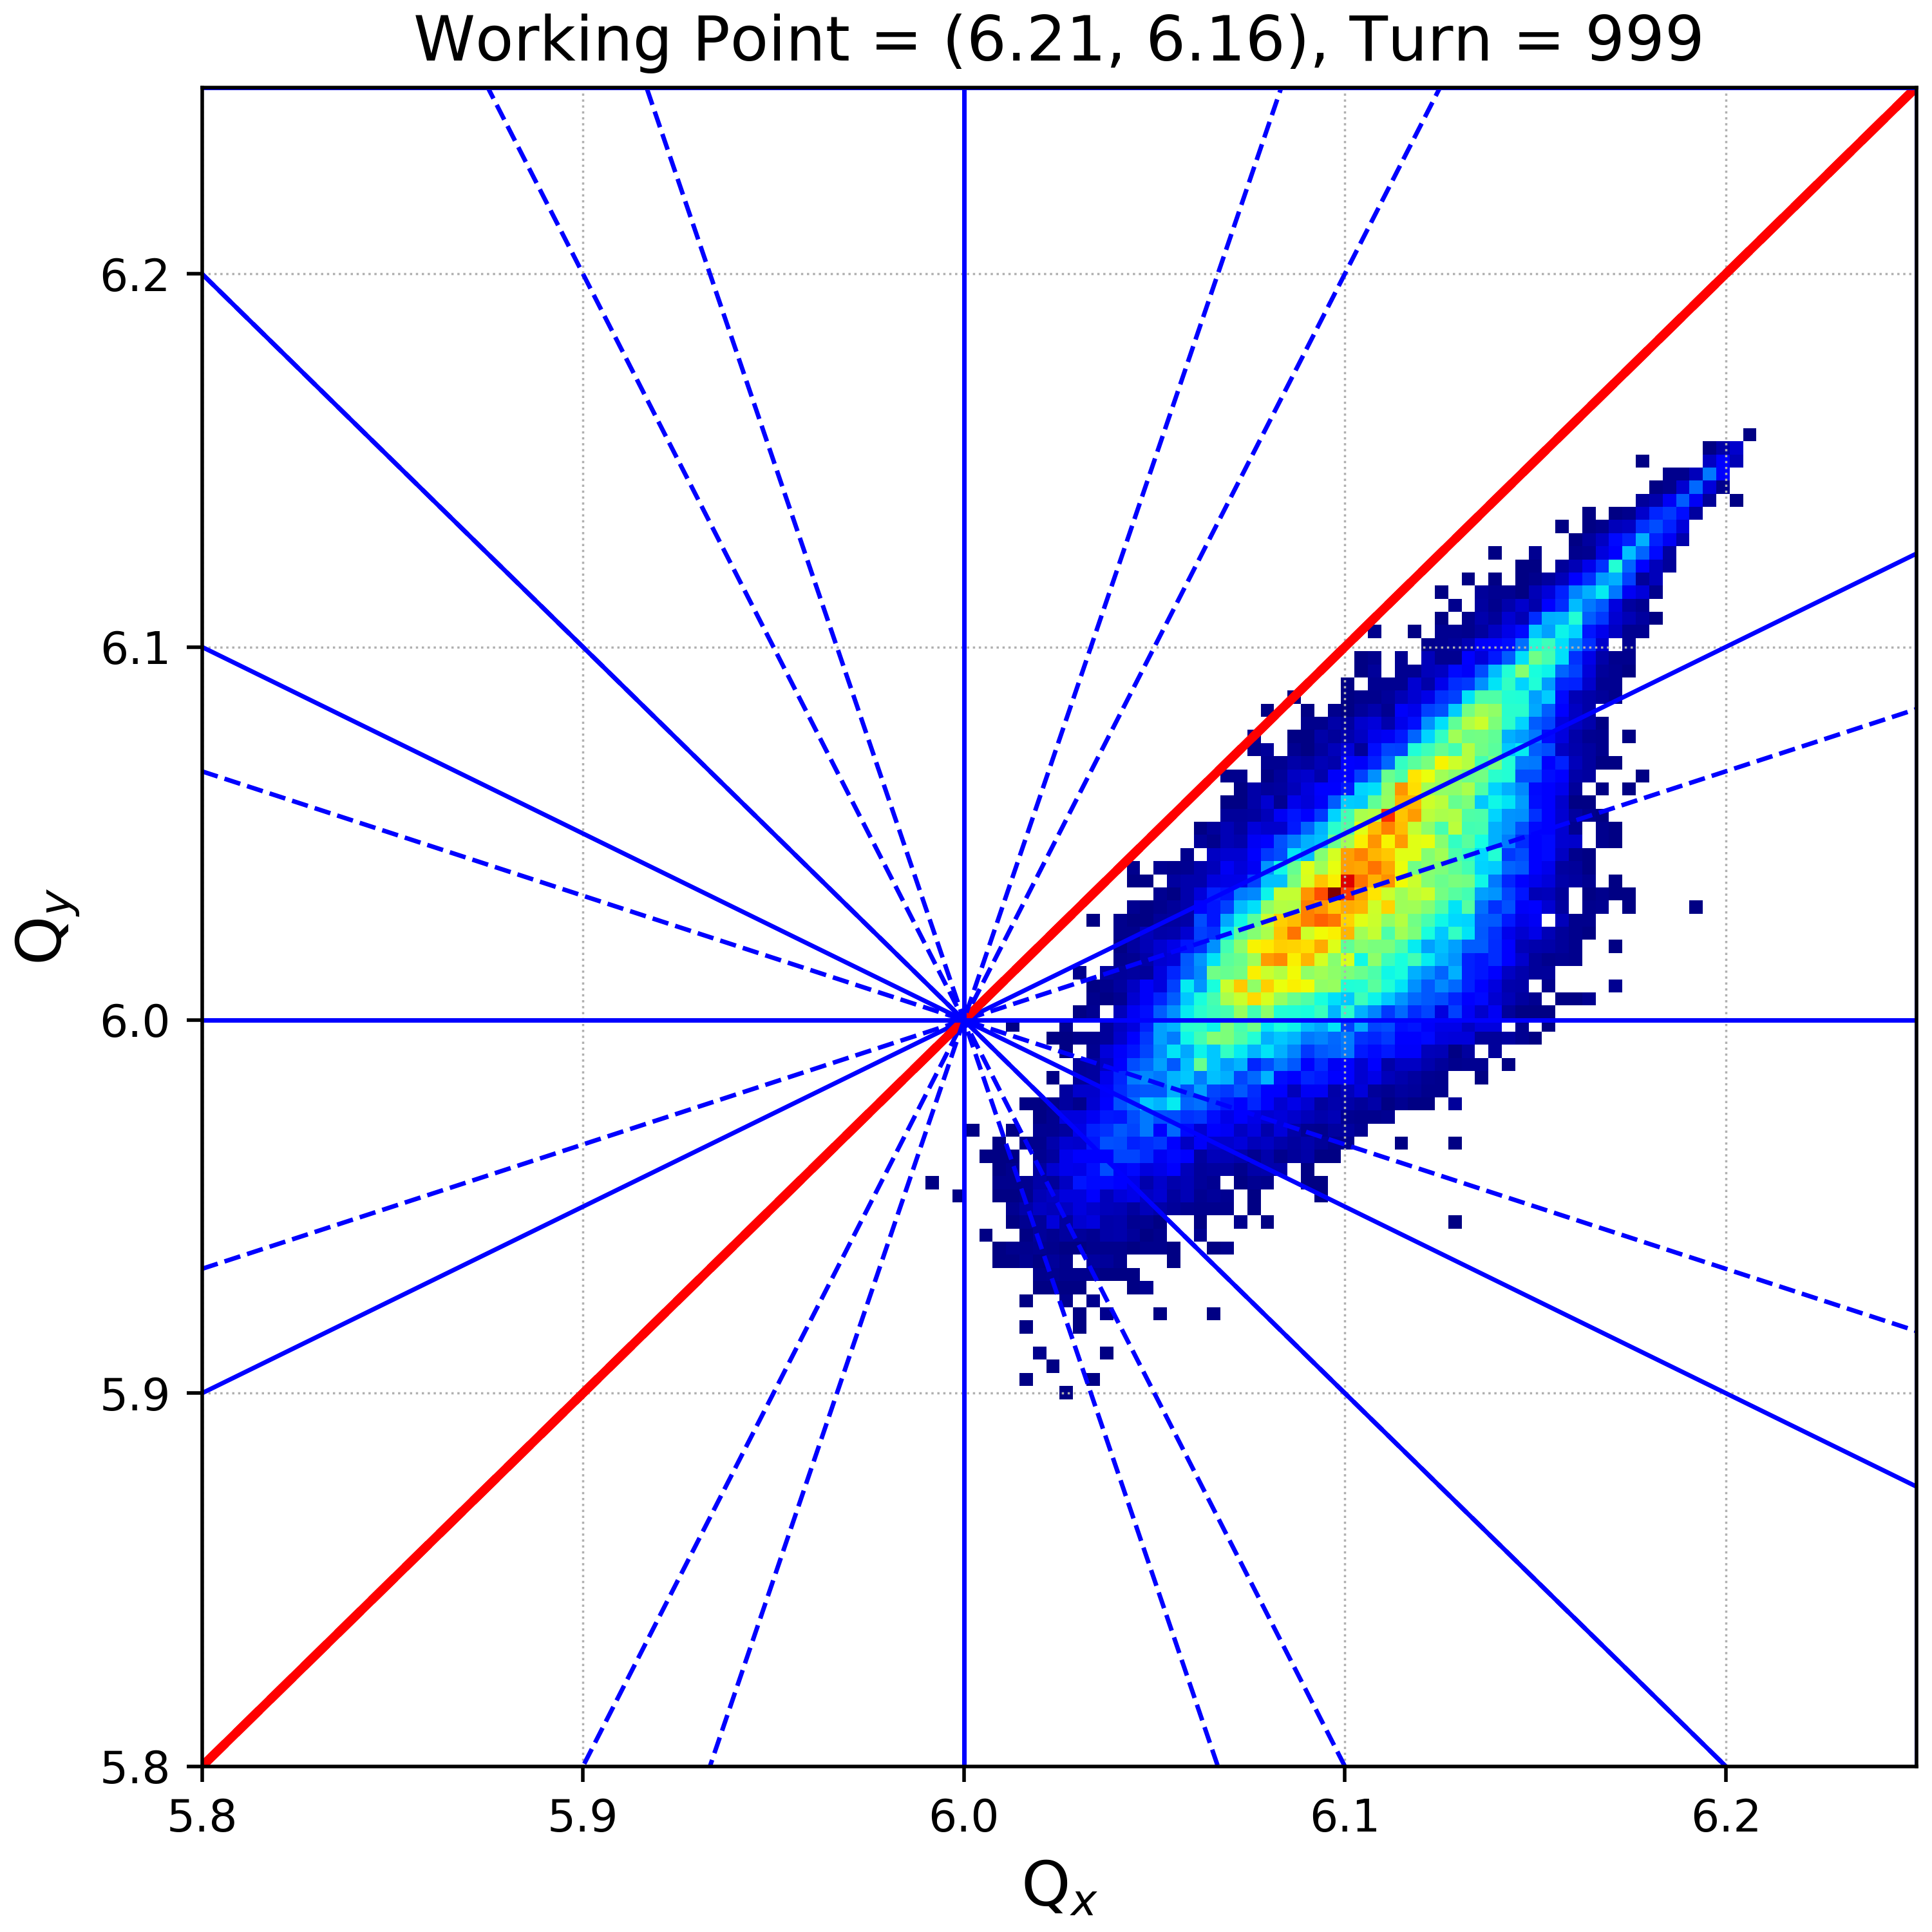 Working Point = (6.21, 6.16), Turn = 999
6.2
6.1
6.0
5.9
5.8
Qy
5.8 5.9 6.0 6.1 6.2
Qx